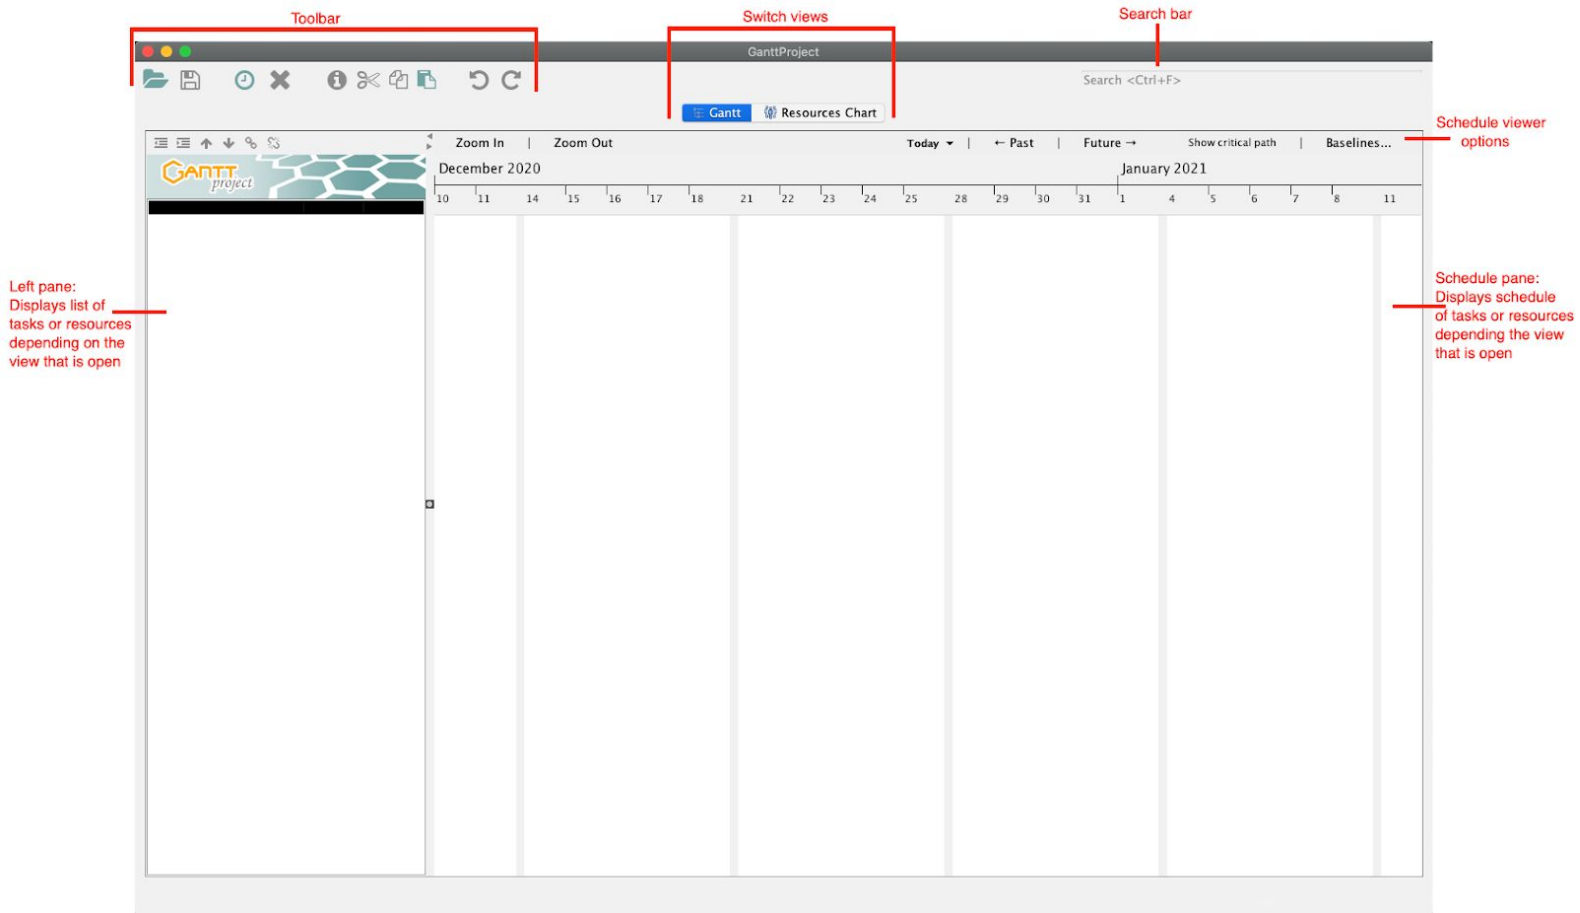 Toolbar
Switch views
Search bar
GanttProject
Search <Ctrl+F>
Gantt
Resources Chart
Schedule viewer
options
Zoom In | Zoom Out
Today | ← Past | Future → Show critical path | Baselines...
GANTT
project
December 2020
January 2021
10 11 14 15 16 17 18 21 22 23 24 25 28 29 30 31 1 4 5 6 7 8 11
Left pane:
Displays list of
tasks or resources
depending on the
view that is open
Schedule pane:
Displays schedule
of tasks or resources
depending the view
that is open